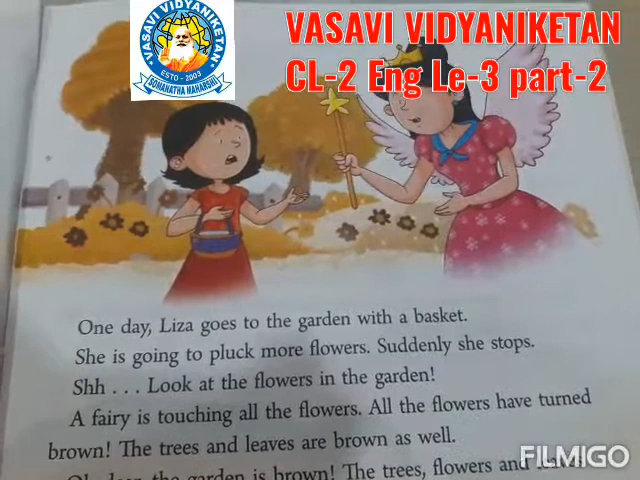 VASAVI VIDYANIKETAN
CL-2 Eng Le-3 part-2
VASAVI VIDYANIKETAN
ESTD - 2003
SOMANATHA MAHARSHI
One day, Liza goes to the garden with a basket.
She is going to pluck more flowers. Suddenly she stops.
Shh . . . Look at the flowers in the garden!
A fairy is touching all the flowers. All the flowers have turned
brown! The trees and leaves are brown as well.
the garden is brown! The trees, flowers and leaves
FILMIGO